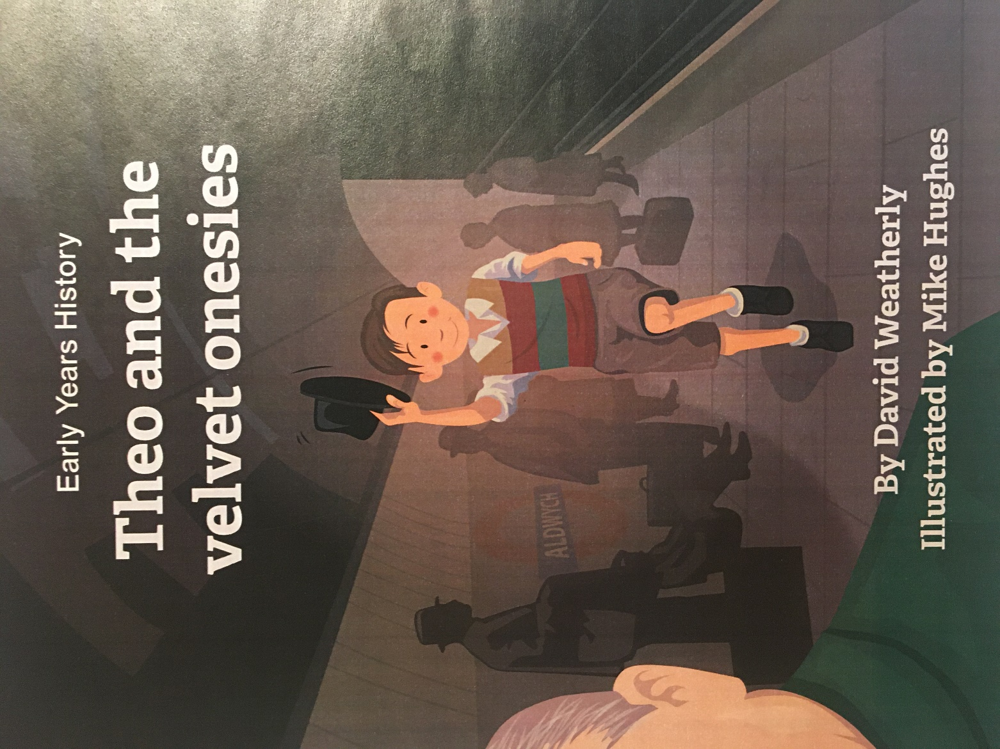 Early Years History
Theo and the
velvet onesies
ALDWYCH
By David Weatherly
Illustrated by Mike Hughes